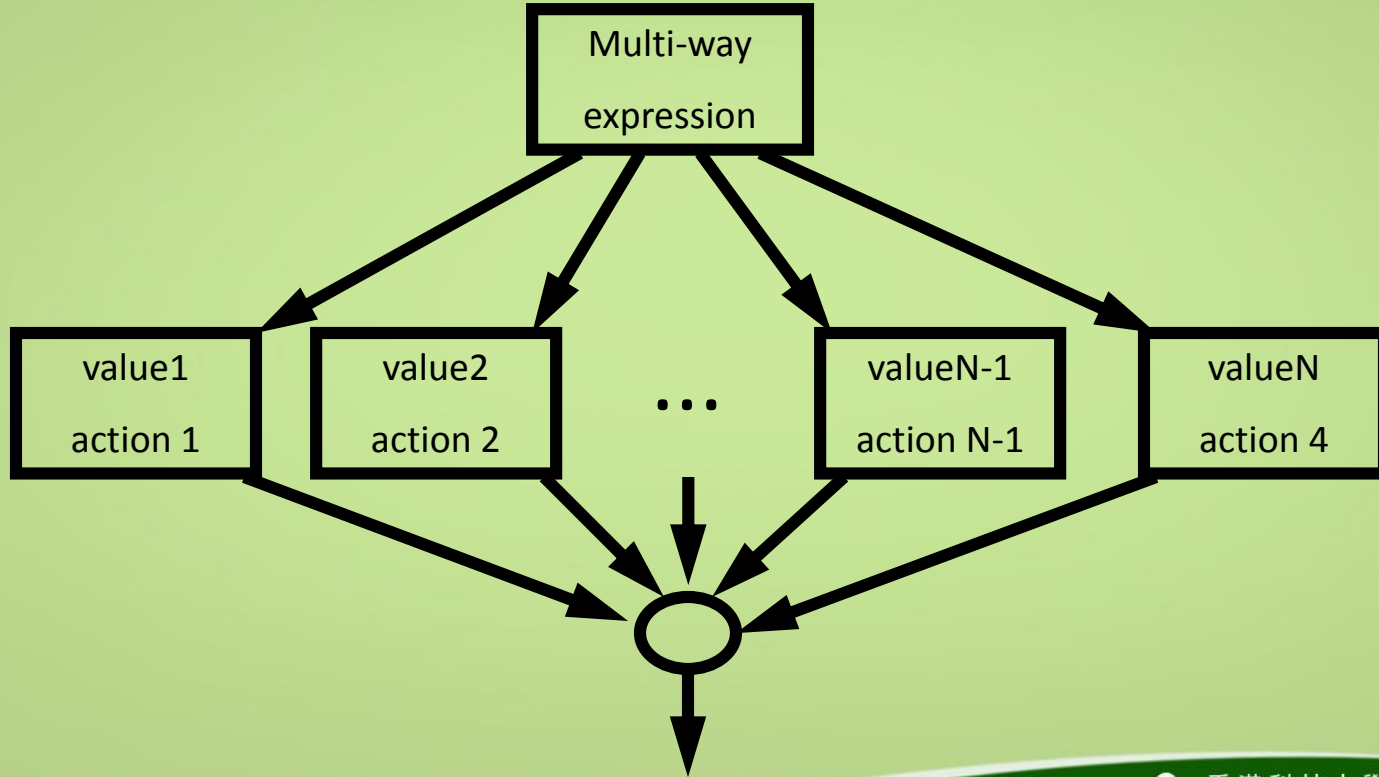 Multi-way
expression
value1
action 1
value2
action 2
...
valueN-1
action N-1
valueN
action 4